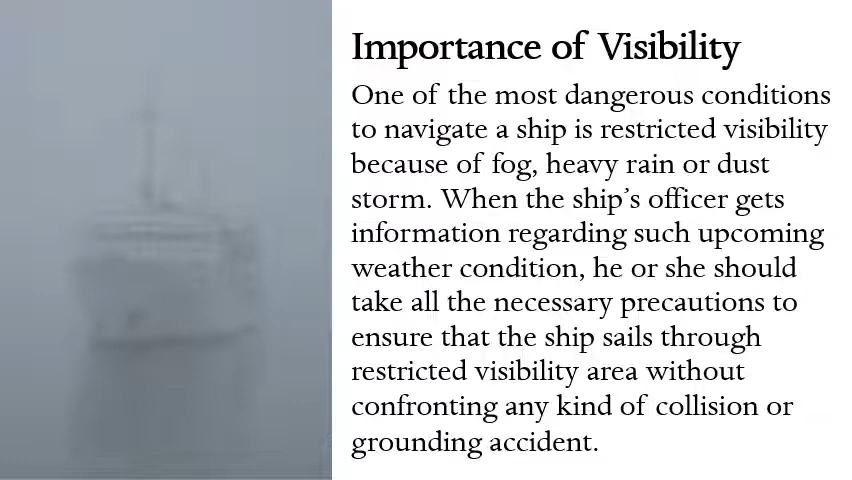 Importance of Visibility
One of the most dangerous conditions
to navigate a ship is restricted visibility
because of fog, heavy rain or dust
storm. When the ship’s officer gets
information regarding such upcoming
weather condition, he or she should
take all the necessary precautions to
ensure that the ship sails through
restricted visibility area without
confronting any kind of collision or
grounding accident.